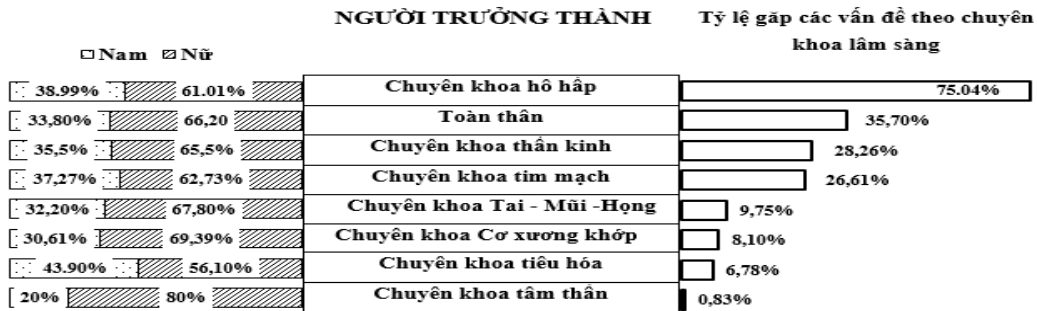 NGƯỜI TRƯỞNG THÀNH
Tỷ lệ gặp các vấn đề theo chuyên
khoa lâm sàng
Nam Nữ
38.99% 61.01% Chuyên khoa hô hấp 75.04%
33,80% 66,20 Toàn thân 35,70%
35,5% 65,5% Chuyên khoa thần kinh 28,26%
37,27% 62,73% Chuyên khoa tim mạch 26,61%
32,20% 67,80% Chuyên khoa Tai - Mũi -Họng 9,75%
30,61% 69,39% Chuyên khoa Cơ xương khớp 8,10%
43.90% 56,10% Chuyên khoa tiêu hóa 6,78%
20% 80% Chuyên khoa tâm thần 0,83%